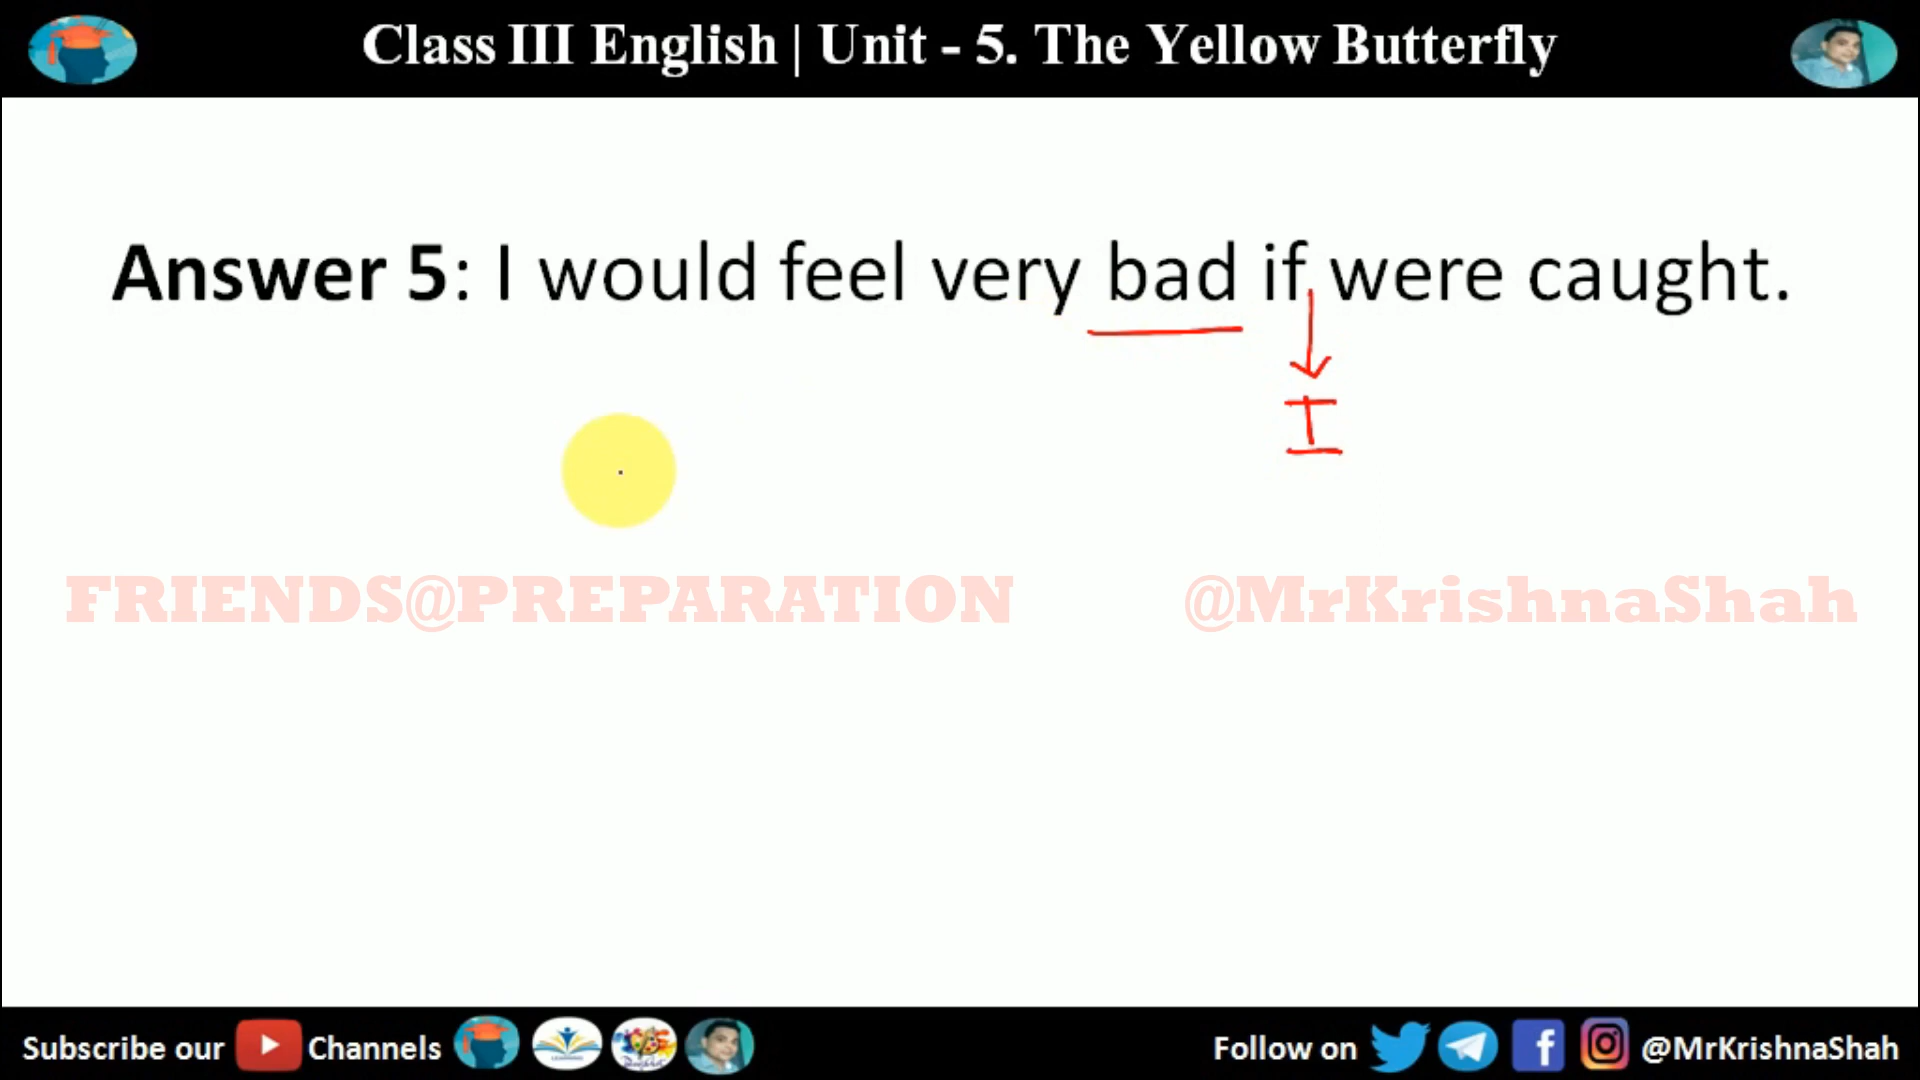 Class III English | Unit - 5. The Yellow Butterfly
Answer 5: I would feel very bad if were caught.
I
FRIENDS@PREPARATION @MrKrishnaShah
Subscribe our Channels Follow on @MrKrishnaShah